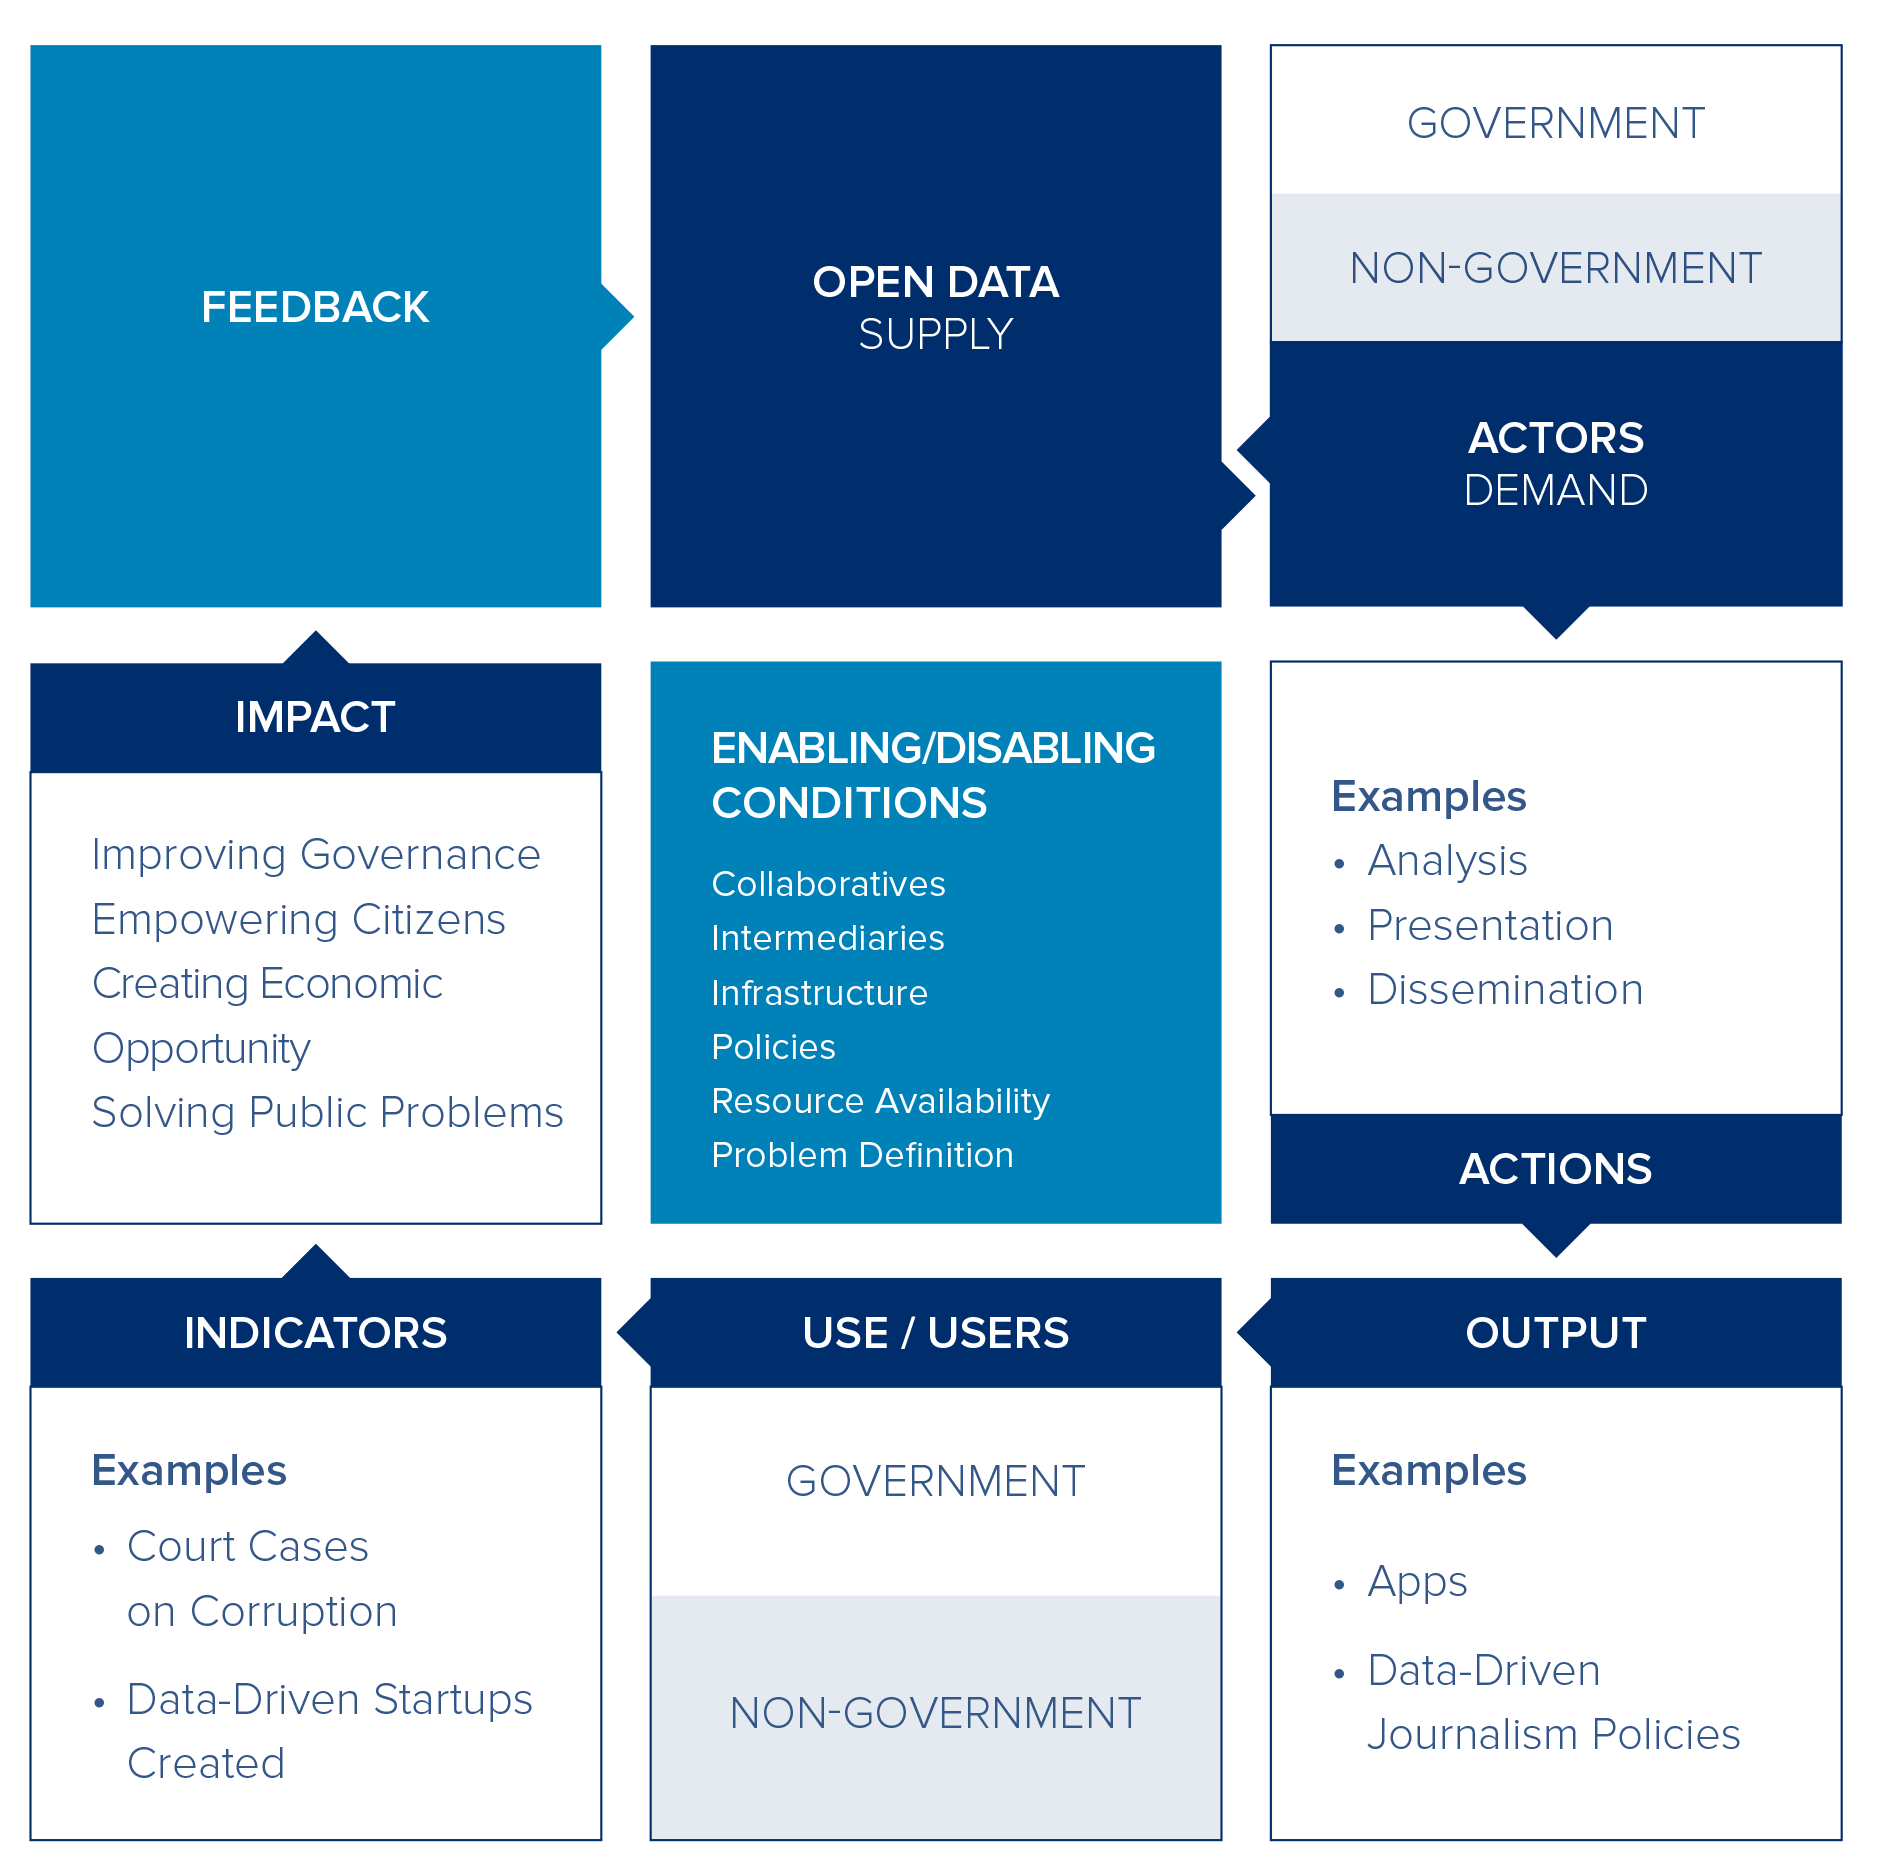 FEEDBACK
OPEN DATA
SUPPLY
GOVERNMENT
NON-GOVERNMENT
ACTORS
DEMAND
IMPACT
Improving Governance
Empowering Citizens
Creating Economic
Opportunity
Solving Public Problems
ENABLING/DISABLING
CONDITIONS
Collaboratives
Intermediaries
Infrastructure
Policies
Resource Availability
Problem Definition
Examples
• Analysis
• Presentation
• Dissemination
ACTIONS
INDICATORS
Examples
• Court Cases
on Corruption
• Data-Driven Startups
Created
USE / USERS
GOVERNMENT
NON-GOVERNMENT
OUTPUT
Examples
• Apps
• Data-Driven
Journalism Policies